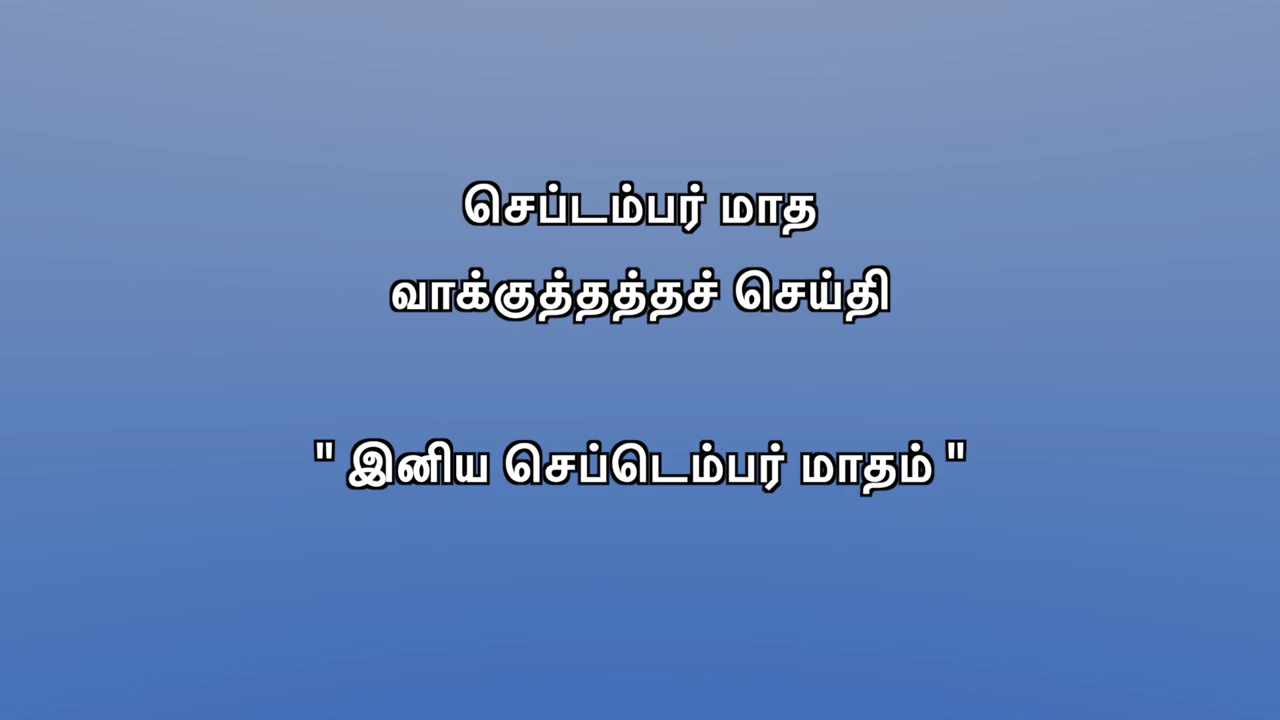 செப்டம்பர் மாத
வாக்குத்தத்தச் செய்தி
" இனிய செப்டெம்பர் மாதம் "